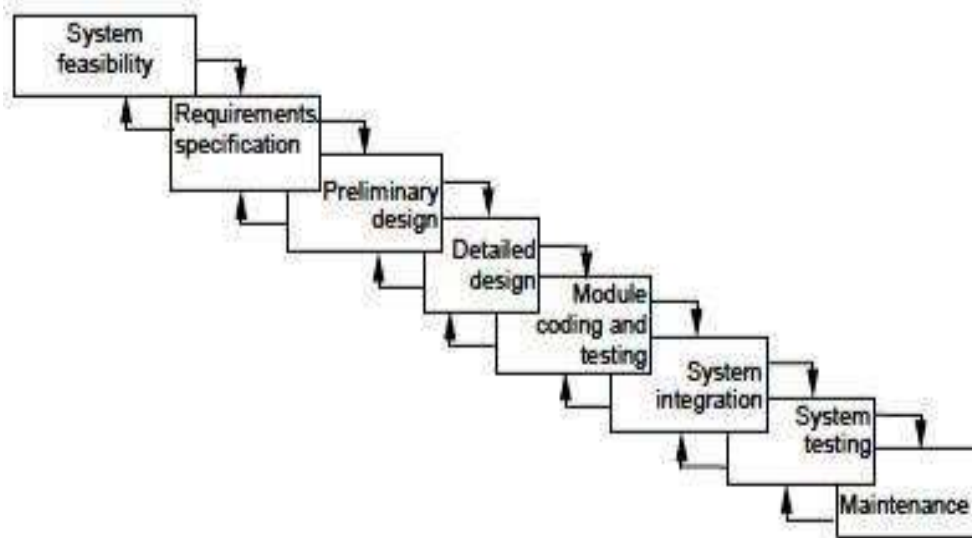 System
feasibility
Requirements
specification
Preliminary
design
Detailed
design
Module
coding and
testing
System
integration
System
testing
Maintenance